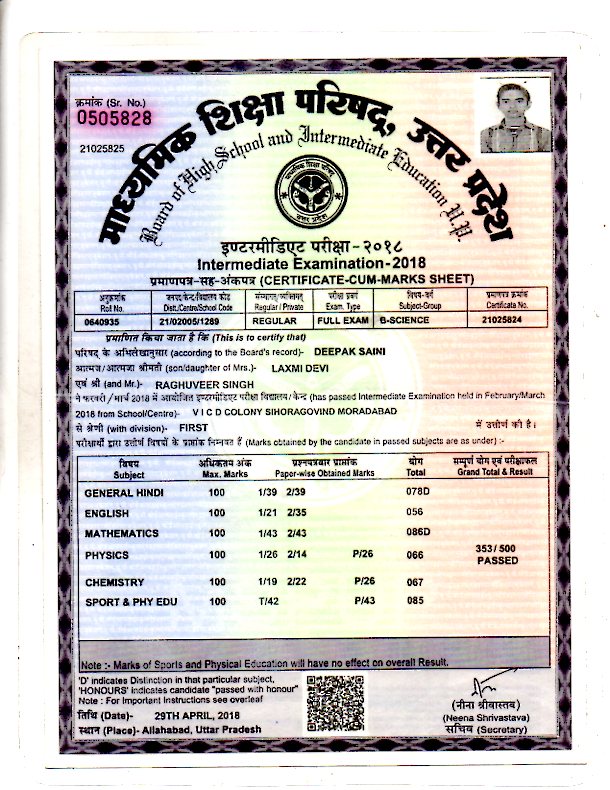 क्रमांक (Sr. No.)
0505828
21025825
माध्यमिक शिक्षा परिषद्, उत्तर प्रदेश
Board of High School and Intermediate Education U.P.
माध्यमिक शिक्षा परिषद्
उत्तर प्रदेश
इण्टरमीडिएट परीक्षा-२०१८
Intermediate Examination-2018
प्रमाणपत्र-सह-अंकपत्र (CERTIFICATE-CUM-MARKS SHEET)
अनुक्रमांक जनपद/केन्द्र/विद्यालय कोड संस्थागत/व्यक्तिगत परीक्षा प्रकार विषय-वर्ग प्रमाणपत्र क्रमांक
Roll No. Distt./Centre/School Code Regular / Private Exam. Type Subject-Group Certificate No.
0640935 21/02005/1289 REGULAR FULL EXAM B-SCIENCE 21025824
प्रमाणित किया जाता है कि (This is to certify that)
परिषद के अभिलेखानुसार (according to the Board's record)- DEEPAK SAINI
आत्मज/आत्मजा श्रीमती (son/daughter of Mrs.)- LAXMI DEVI
एवं श्री (and Mr.)- RAGHUVEER SINGH
ने फरवरी / मार्च 2018 में आयोजित इण्टरमीडिएट परीक्षा विद्यालय / केन्द्र (has passed Intermediate Examination held in February/March
2018 from School/Centre)- V I C D COLONY SIHORAGOVIND MORADABAD
से श्रेणी (with division)- FIRST में उत्तीर्ण की है।
परीक्षार्थी द्वारा उत्तीर्ण विषयों के प्राप्तांक निम्नवत हैं (Marks obtained by the candidate in passed subjects are as under) :-
विषय अधिकतम अंक प्रश्नपत्रवार प्राप्तांक योग सम्पूर्ण योग एवं परीक्षाफल
Subject Max. Marks Paper-wise Obtained Marks Total Grand Total & Result
GENERAL HINDI 100 1/39 2/39 078D
ENGLISH 100 1/21 2/35 056
MATHEMATICS 100 1/43 2/43 086D
PHYSICS 100 1/26 2/14 P/26 066 353/500
PASSED
CHEMISTRY 100 1/19 2/22 P/26 067
SPORT & PHY EDU 100 T/42 P/43 085
Note :- Marks of Sports and Physical Education will have no effect on overall Result.
'D' indicates Distinction in that particular subject,
'HONOURS' indicates candidate "passed with honour"
Note : For Important Instructions see overleaf
तिथि (Date)- 29TH APRIL, 2018
स्थान (Place)- Allahabad, Uttar Pradesh
(नीना श्रीवास्तव)
(Neena Shrivastava)
सचिव (Secretary)